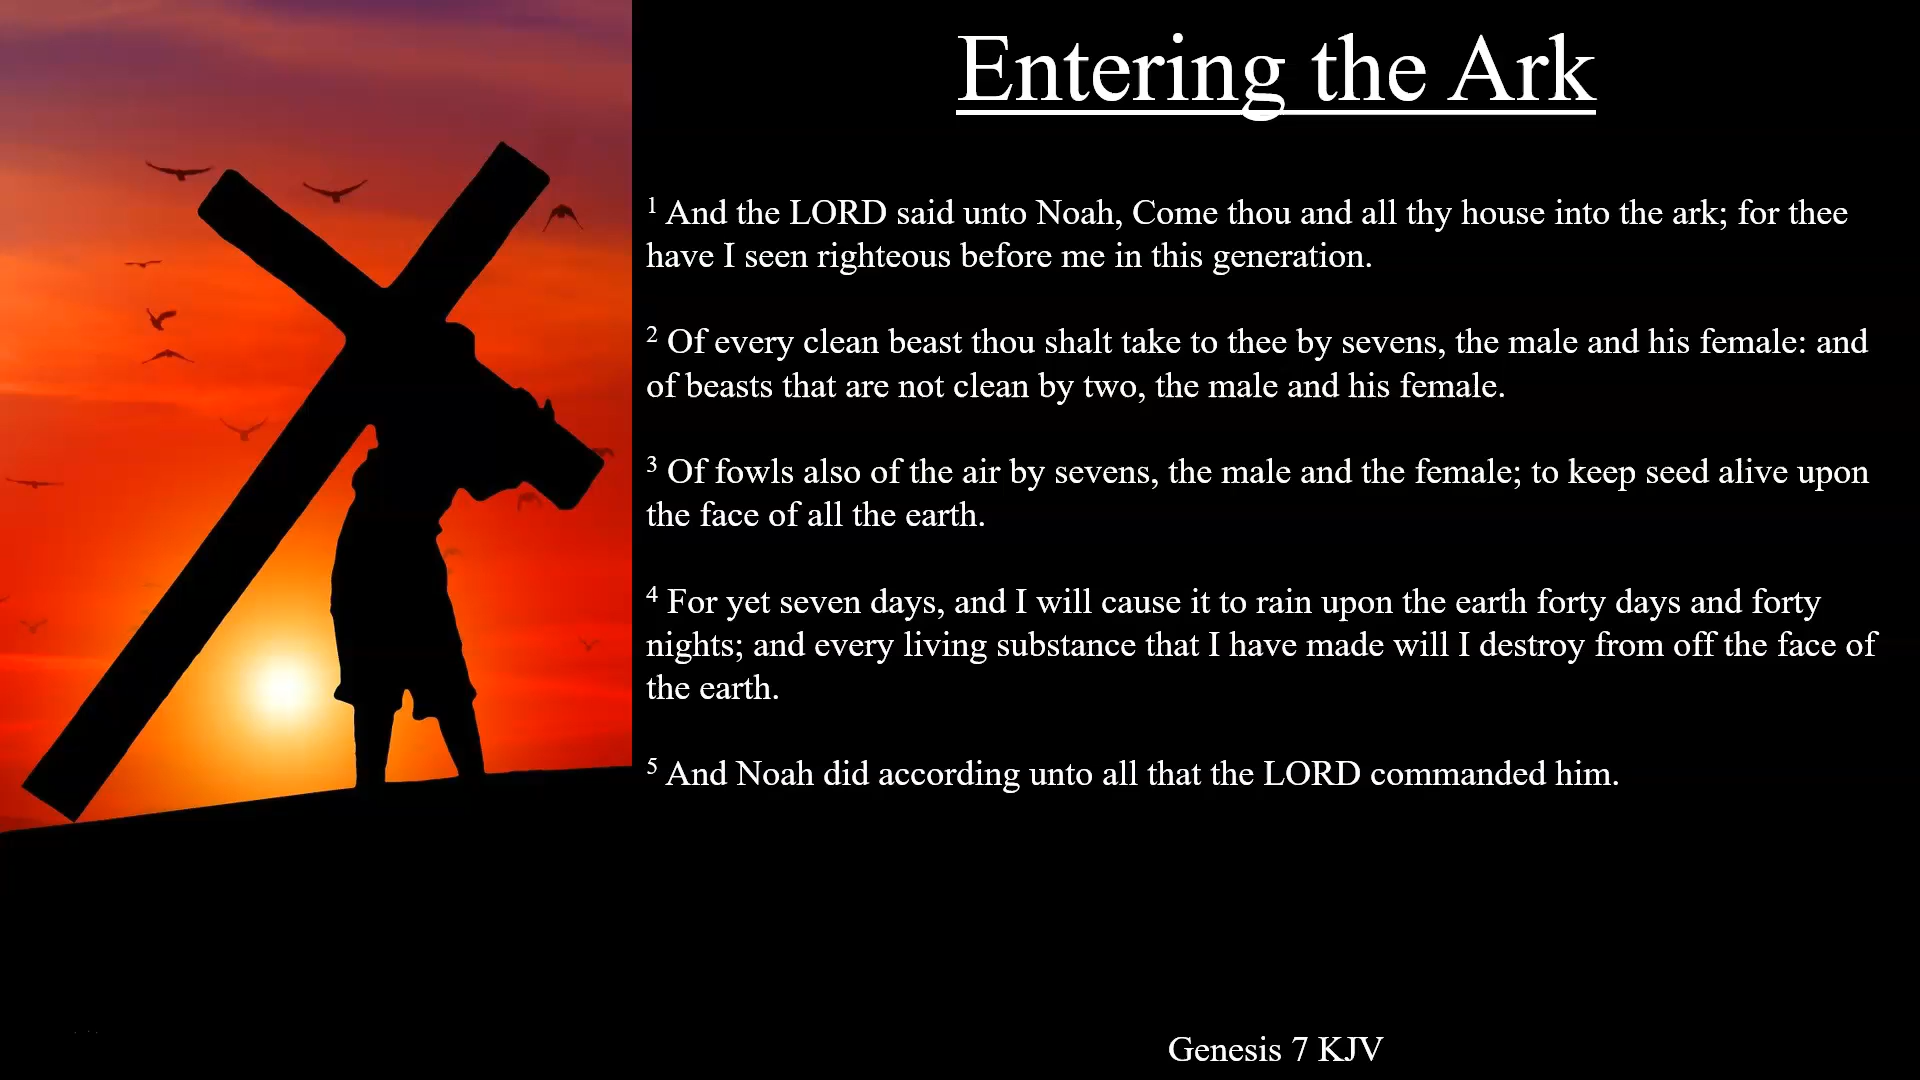 Entering the Ark
1 And the LORD said unto Noah, Come thou and all thy house into the ark; for thee
have I seen righteous before me in this generation.
2 Of every clean beast thou shalt take to thee by sevens, the male and his female: and
of beasts that are not clean by two, the male and his female.
3 Of fowls also of the air by sevens, the male and the female; to keep seed alive upon
the face of all the earth.
4 For yet seven days, and I will cause it to rain upon the earth forty days and forty
nights; and every living substance that I have made will I destroy from off the face of
the earth.
5 And Noah did according unto all that the LORD commanded him.
Genesis 7 KJV